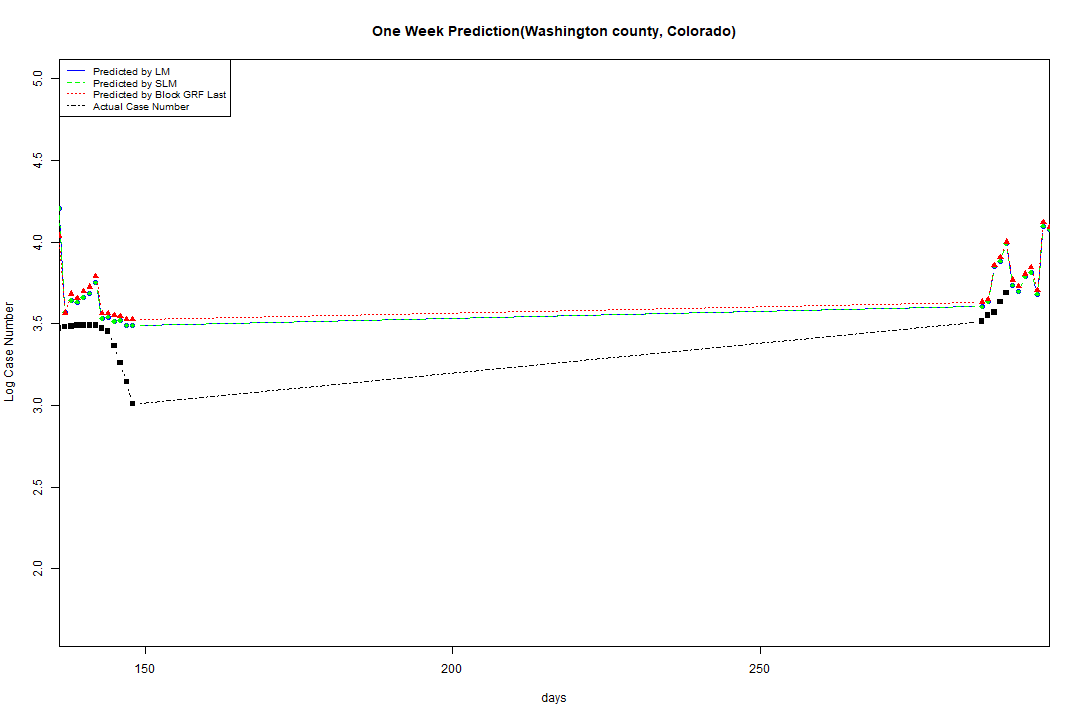 One Week Prediction(Washington county, Colorado)
Predicted by LM
Predicted by SLM
Predicted by Block GRF Last
Actual Case Number
Log Case Number
5.0
4.5
4.0
3.5
3.0
2.5
2.0
150 200 250
days